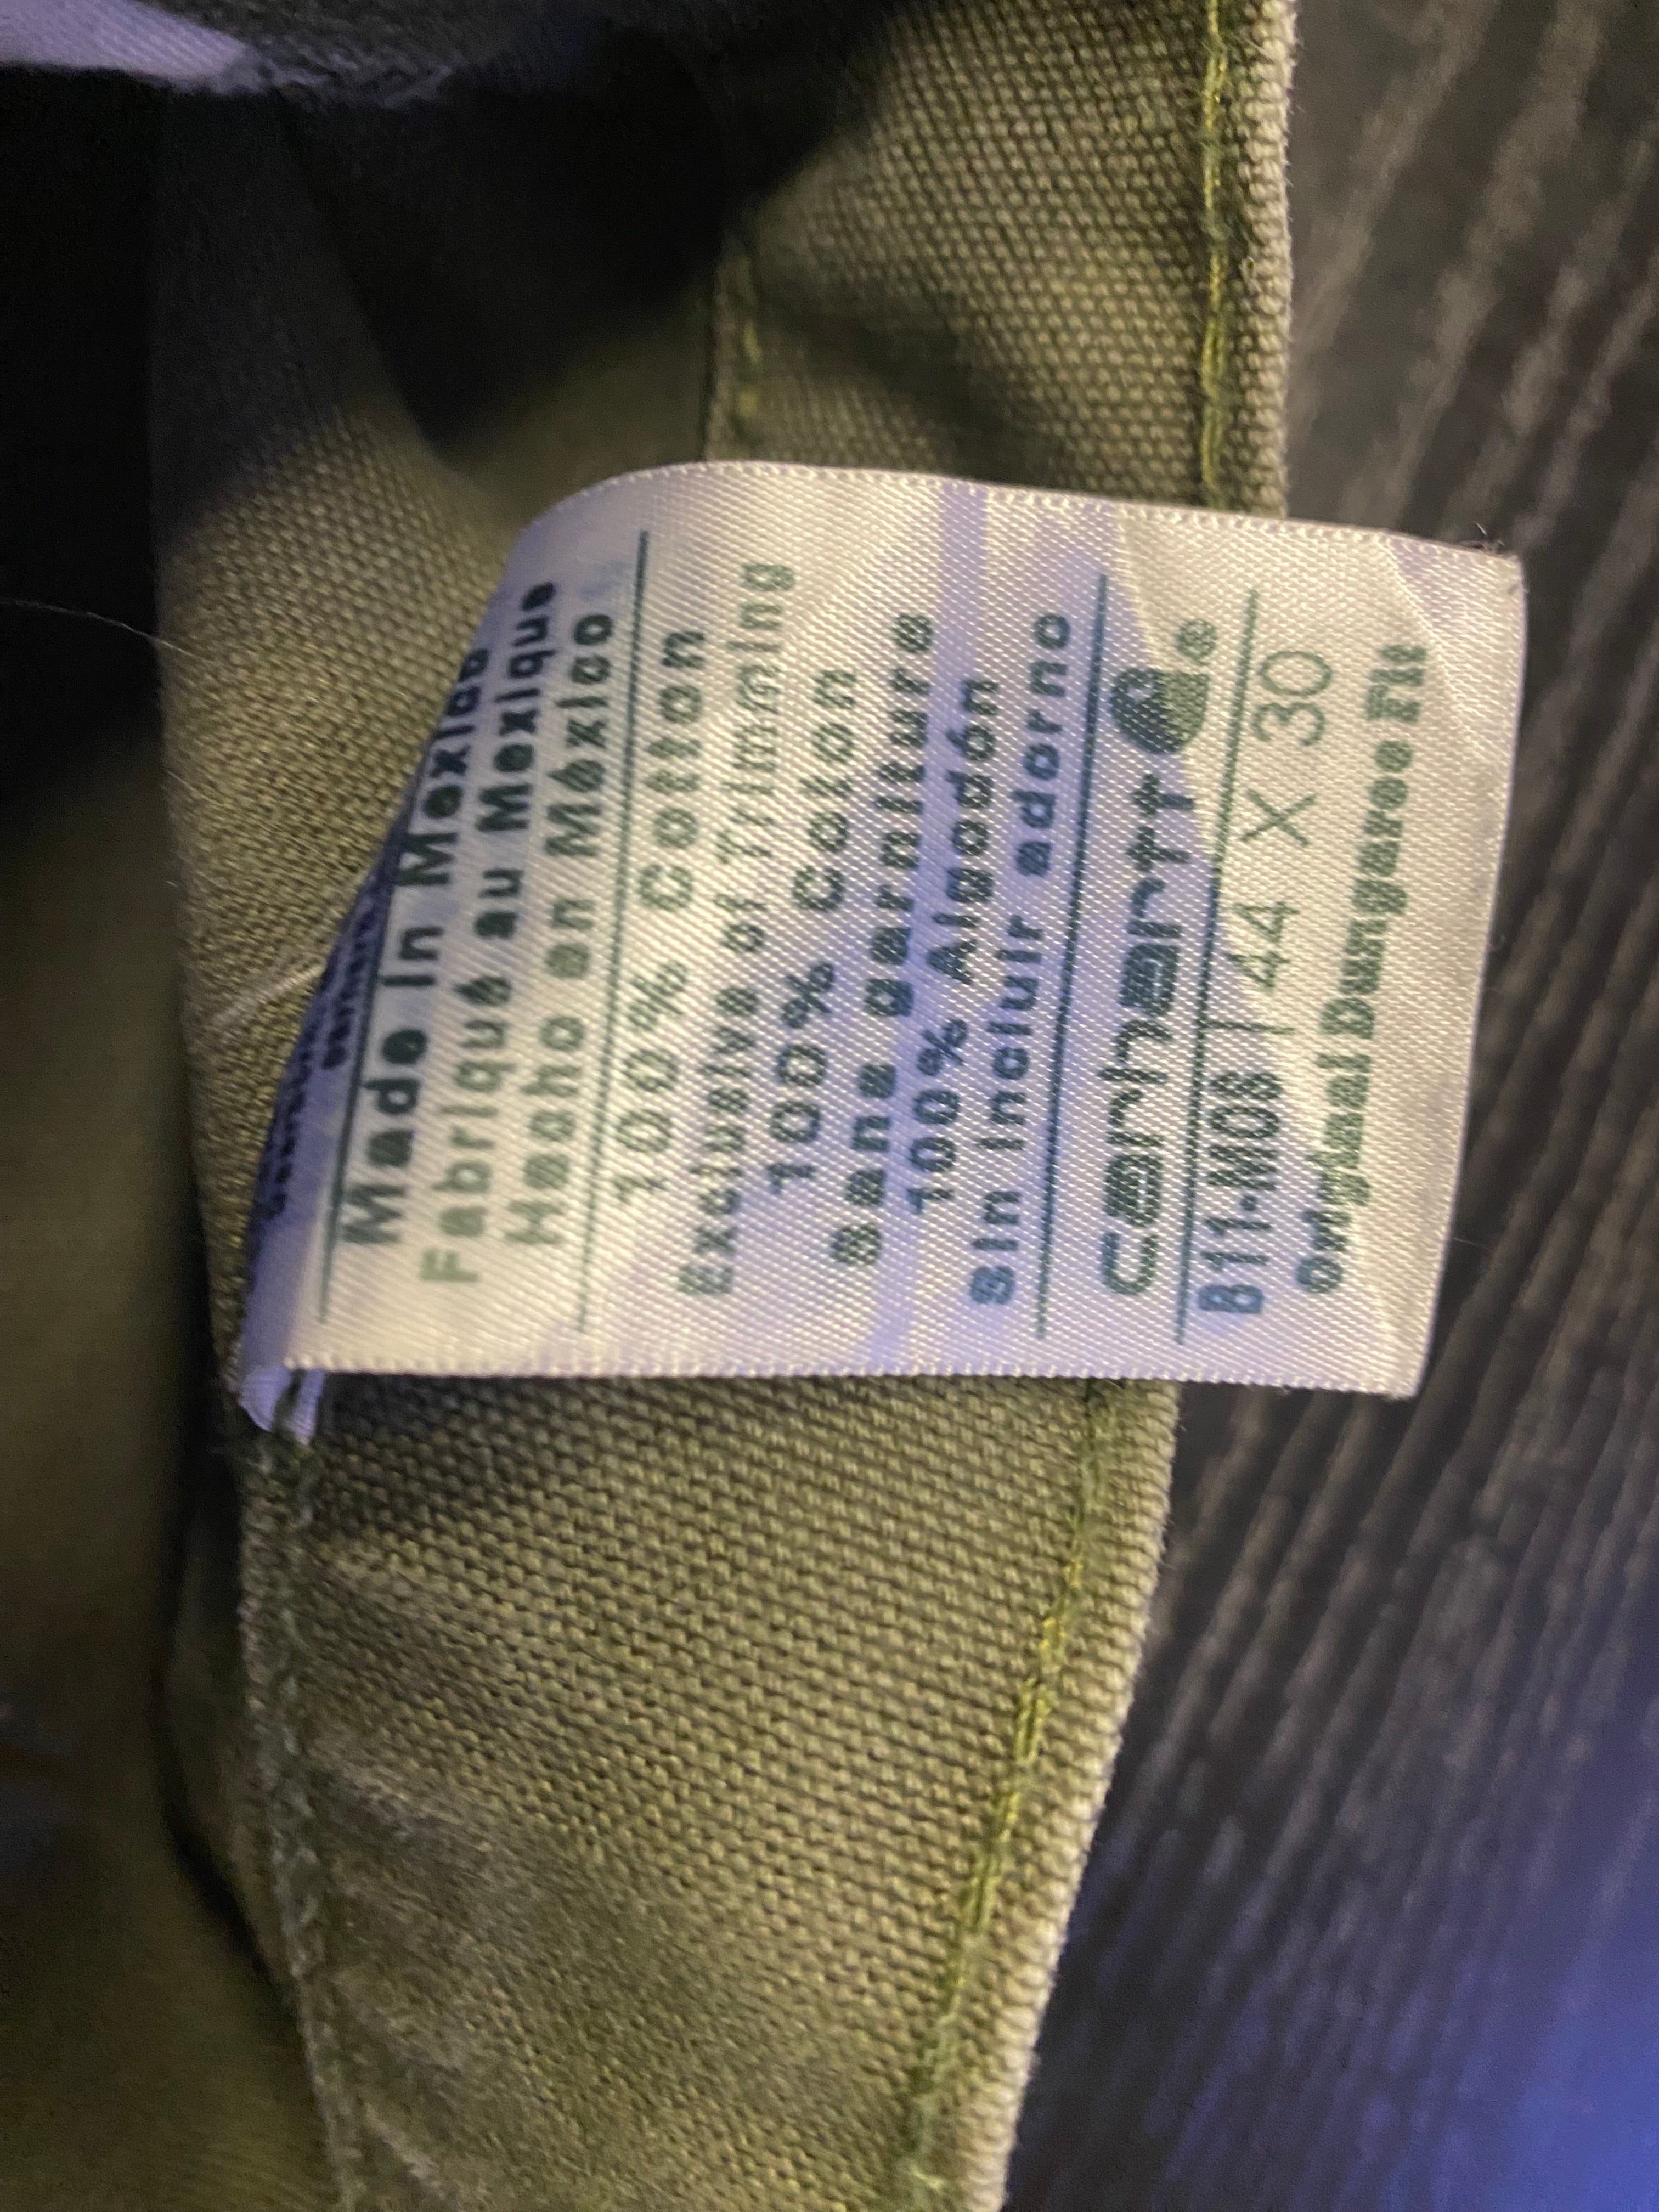 Made in Mexico
Fabriqué au Mexique
Hecho en México
100% Cotton
Exclusive of Trimming
100% Coton
sans garniture
100% Algodón
sin incluir adorno
carhartt ®
B11-MOS | 44 X 30
Original Dungaree Fit